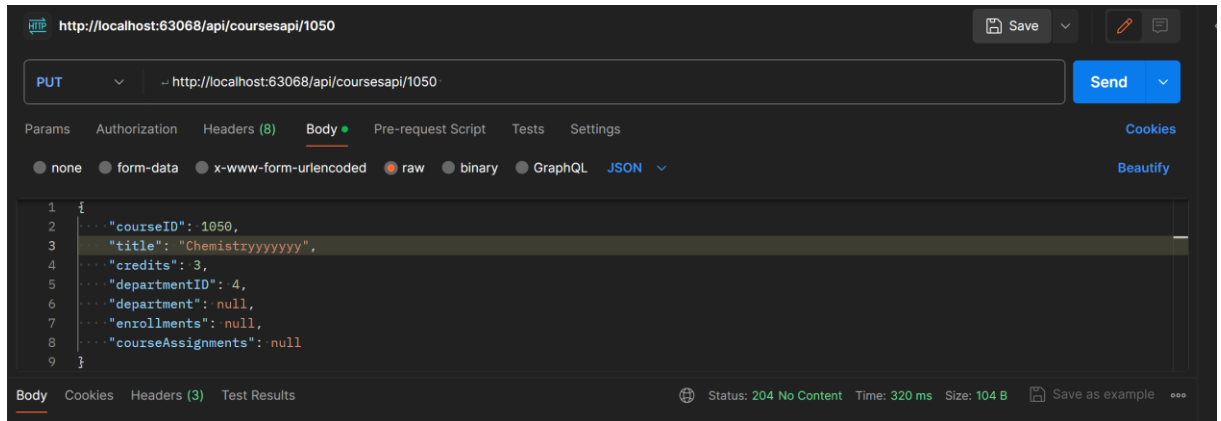 HTTP http://localhost:63068/api/coursesapi/1050 Save
PUT http://localhost:63068/api/coursesapi/1050 Send
Params Authorization Headers (8) Body Pre-request Script Tests Settings Cookies
none form-data x-www-form-urlencoded raw binary GraphQL JSON Beautify
1 {
2 "courseID": 1050,
3 "title": "Chemistryyyyyyy",
4 "credits": 3,
5 "departmentID": 4,
6 "department": null,
7 "enrollments": null,
8 "courseAssignments": null
9 }
Body Cookies Headers (3) Test Results Status: 204 No Content Time: 320 ms Size: 104 B Save as example